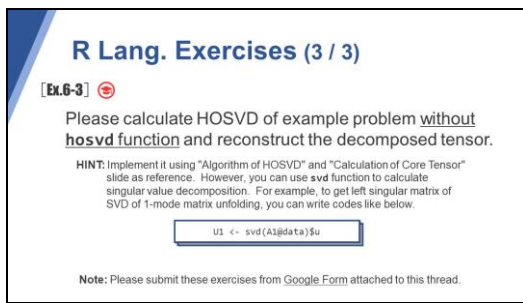 R Lang. Exercises (3 / 3)
[Ex.6-3]
Please calculate HOSVD of example problem without
hosvd function and reconstruct the decomposed tensor.
HINT: Implement it using "Algorithm of HOSVD" and "Calculation of Core Tensor"
slide as reference. However, you can use svd function to calculate
singular value decomposition. For example, to get left singular matrix of
SVD of 1-mode matrix unfolding, you can write codes like below.
U1 <- svd(A1@data)$u
Note: Please submit these exercises from Google Form attached to this thread.